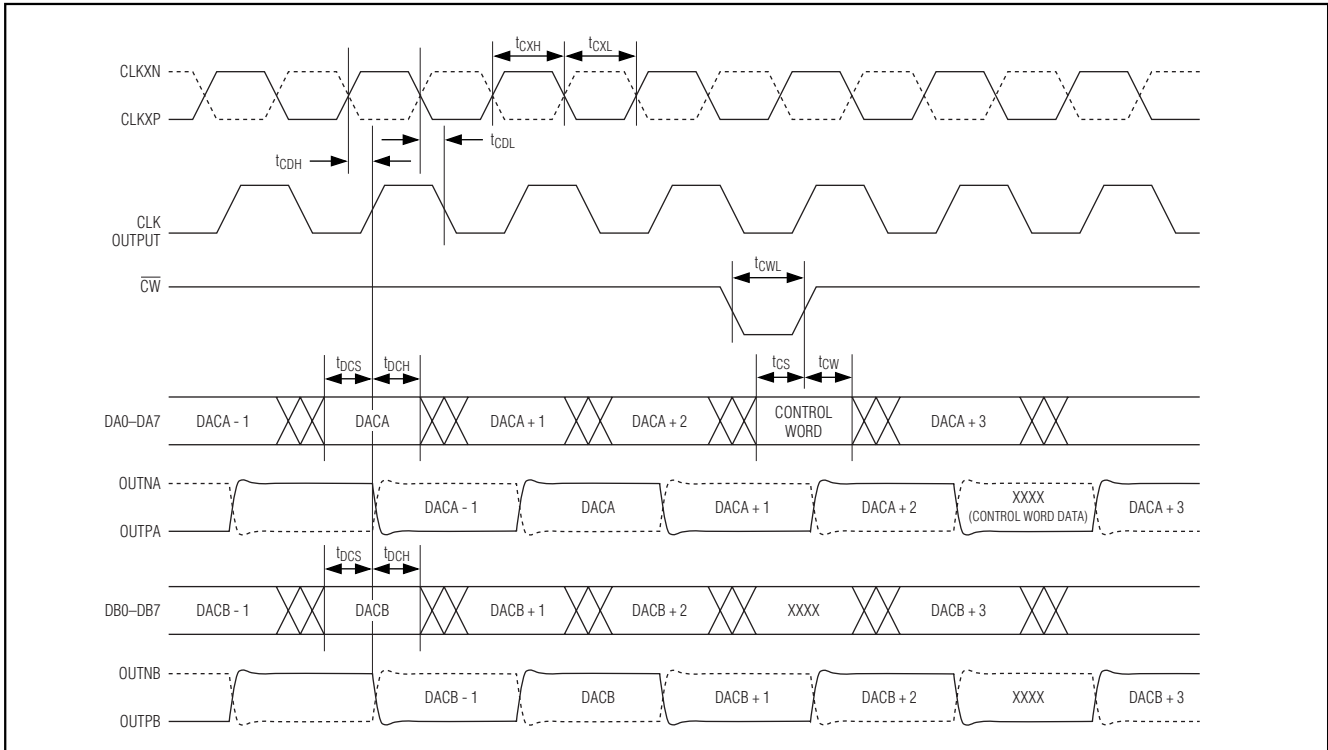 tCXH tCXL
CLKXN
CLKXP
tCDH
tCDL
CLK
OUTPUT
tCWL
CW
tDCS tDCH tCS tCW
DA0–DA7 DACA - 1 DACA DACA + 1 DACA + 2 CONTROL WORD DACA + 3
OUTNA
DACA - 1 DACA DACA + 1 DACA + 2 XXXX (CONTROL WORD DATA) DACA + 3
OUTPA
tDCS tDCH
DB0–DB7 DACB - 1 DACB DACB + 1 DACB + 2 XXXX DACB + 3
OUTNB
DACB - 1 DACB DACB + 1 DACB + 2 XXXX DACB + 3
OUTPB